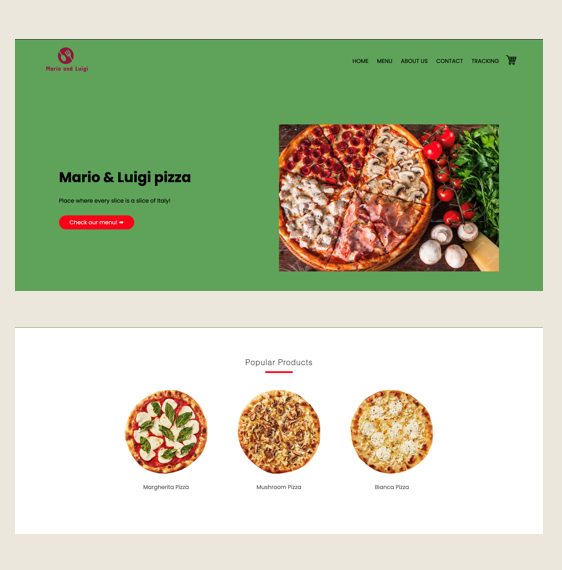 Mario and Luigi
HOME MENU ABOUT US CONTACT TRACKING
Mario & Luigi pizza
Place where every slice is a slice of Italy!
Check our menu! ➜
Popular Products
Margherita Pizza
Mushroom Pizza
Bianca Pizza